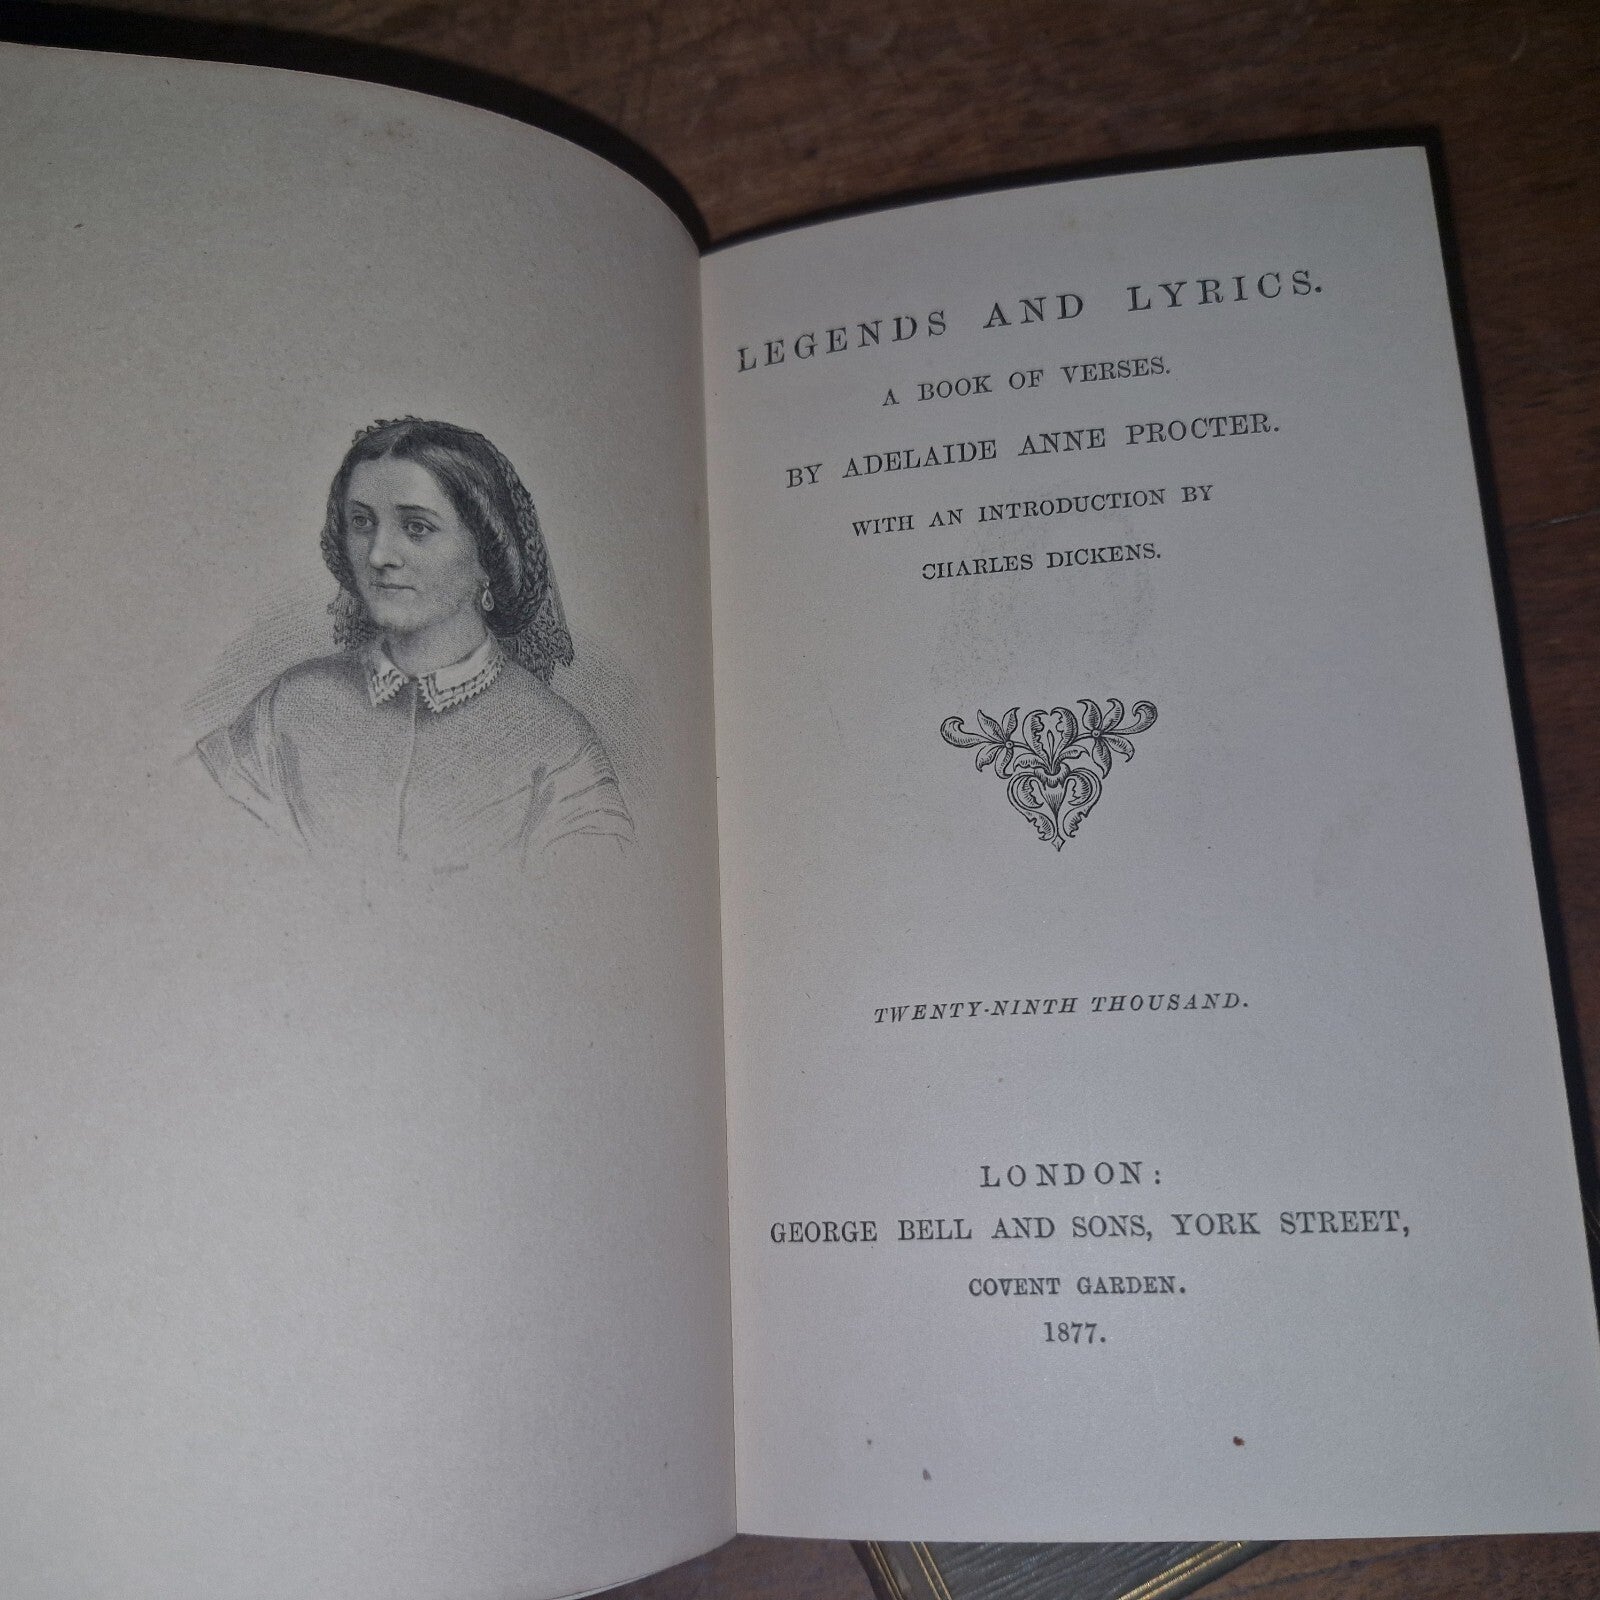 LEGENDS AND LYRICS.
A BOOK OF VERSES.
BY ADELAIDE ANNE PROCTER.
WITH AN INTRODUCTION BY
CHARLES DICKENS.
TWENTY-NINTH THOUSAND.
LONDON:
GEORGE BELL AND SONS, YORK STREET,
COVENT GARDEN.
1877.